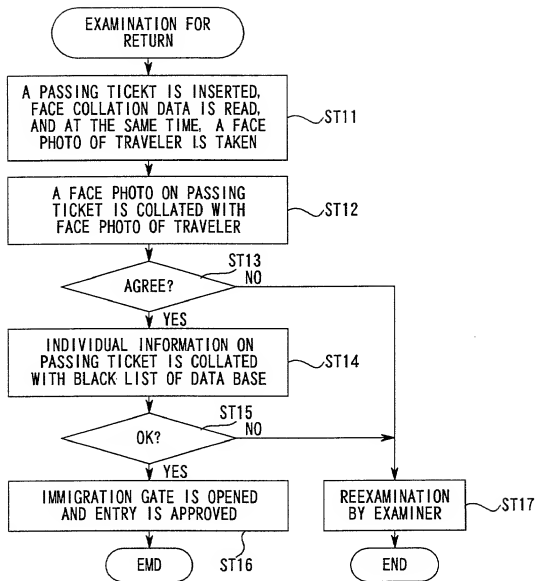 EXAMINATION FOR
RETURN
A PASSING TICEKT IS INSERTED,
FACE COLLATION DATA IS READ,
AND AT THE SAME TIME, A FACE
PHOTO OF TRAVELER IS TAKEN
ST11
A FACE PHOTO ON PASSING
TICKET IS COLLATED WITH
FACE PHOTO OF TRAVELER
ST12
ST13
AGREE?
NO
YES
INDIVIDUAL INFORMATION ON
PASSING TICKET IS COLLATED
WITH BLACK LIST OF DATA BASE
ST14
ST15
OK?
NO
YES
IMMIGRATION GATE IS OPENED
AND ENTRY IS APPROVED
ST16
REEXAMINATION
BY EXAMINER
ST17
EMD
END